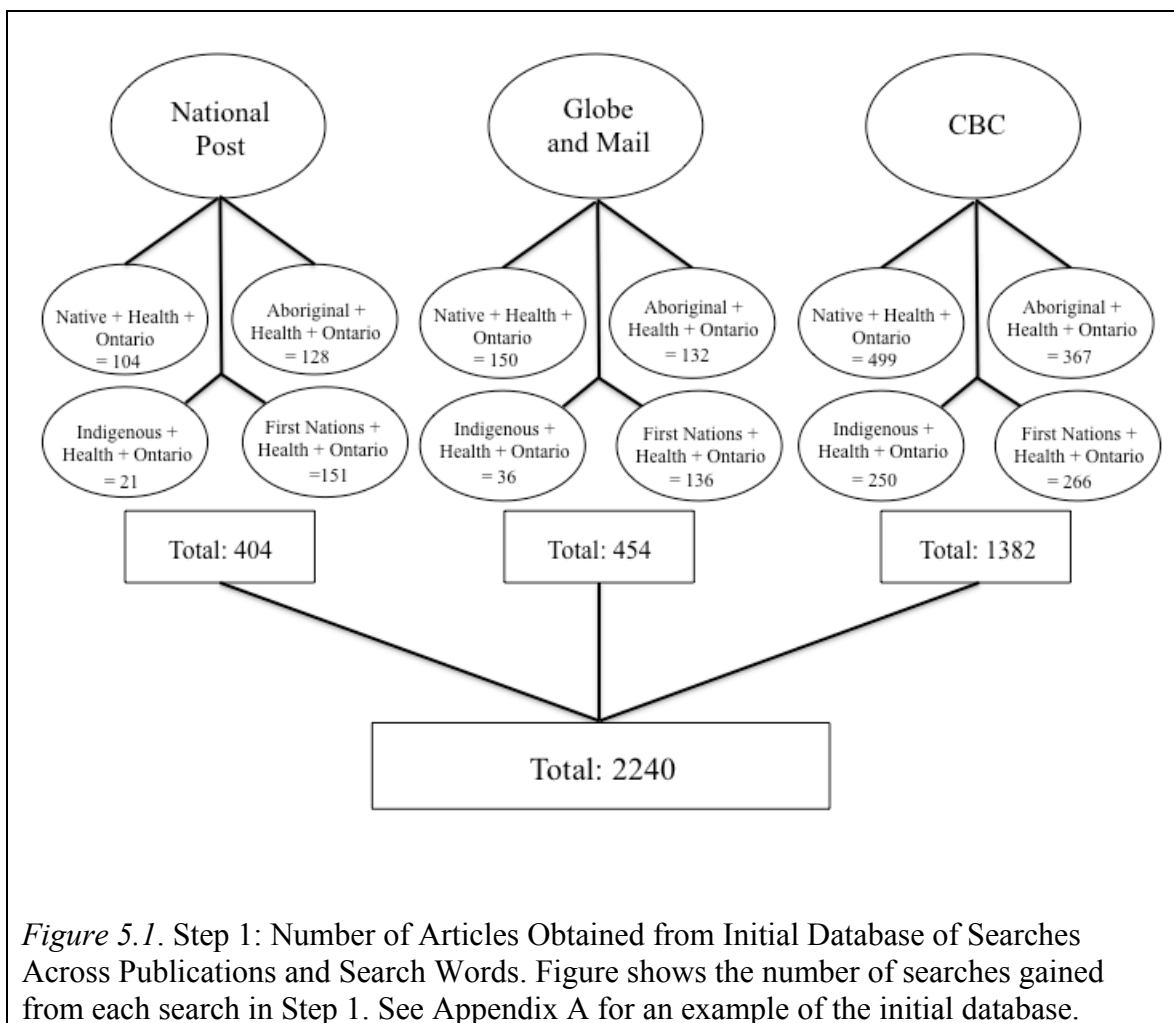 National
Post
Globe
and Mail
CBC
Native + Health +
Ontario
= 104
Aboriginal +
Health + Ontario
= 128
Indigenous +
Health + Ontario
= 21
First Nations +
Health + Ontario
=151
Native + Health +
Ontario
= 150
Aboriginal +
Health + Ontario
= 132
Indigenous +
Health + Ontario
= 36
First Nations +
Health + Ontario
= 136
Native + Health +
Ontario
= 499
Aboriginal +
Health + Ontario
= 367
Indigenous +
Health + Ontario
= 250
First Nations +
Health + Ontario
= 266
Total: 404
Total: 454
Total: 1382
Total: 2240
Figure 5.1. Step 1: Number of Articles Obtained from Initial Database of Searches
Across Publications and Search Words. Figure shows the number of searches gained
from each search in Step 1. See Appendix A for an example of the initial database.